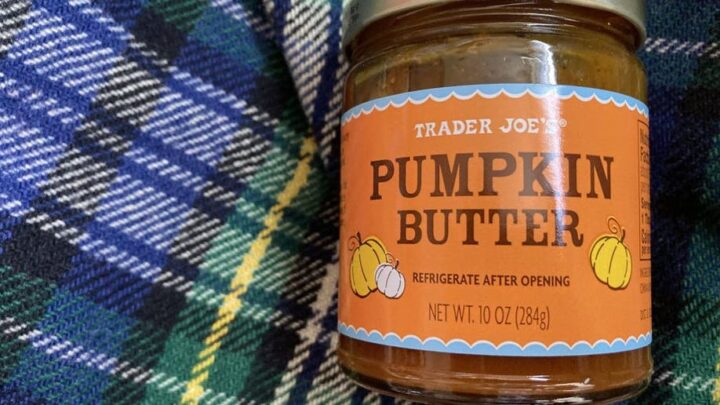 TRADER JOE'S®
PUMPKIN
BUTTER
REFRIGERATE AFTER OPENING
NET WT. 10 OZ (284g)